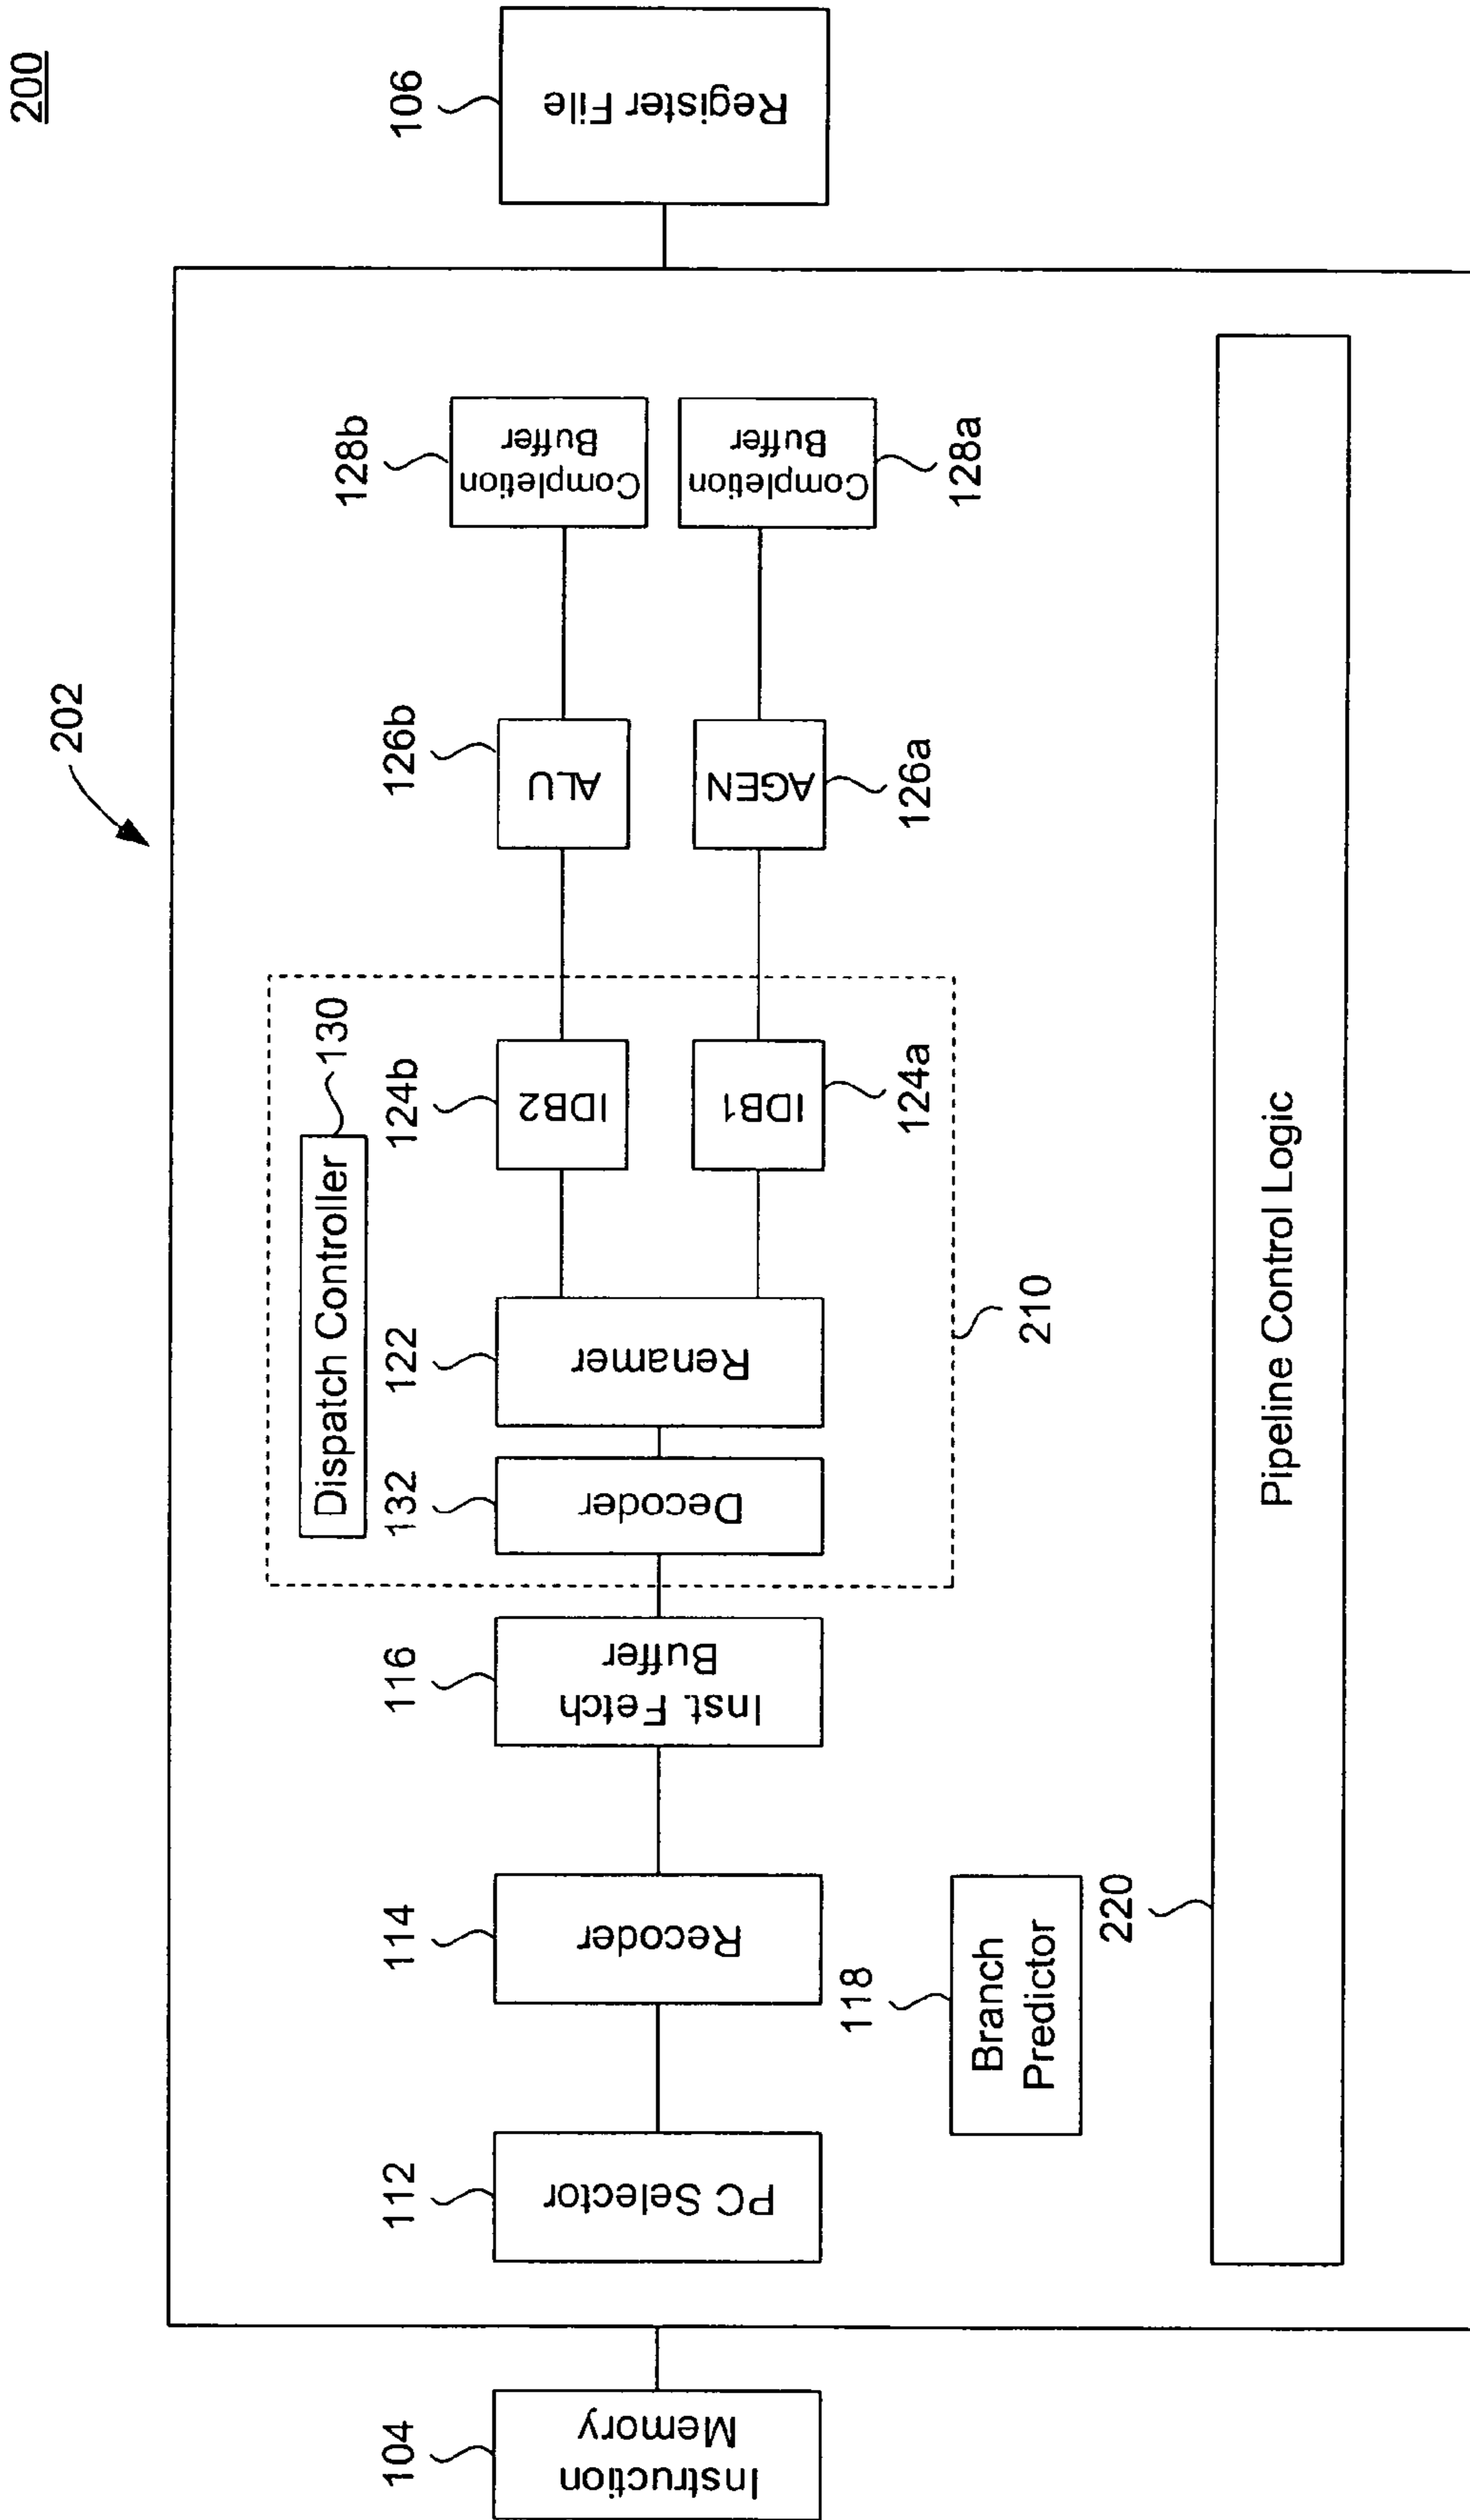 200
202
104
Instruction
Memory
112
PC Selector
114
Recoder
118
Branch
Predictor
116
Inst. Fetch
Buffer
Dispatch Controller
130
132
Decoder
122
Renamer
124b
IDB2
IDB1
124a
210
126b
ALU
AGEN
126a
128b
Completion
Buffer
Completion
Buffer
128a
106
Register File
220
Pipeline Control Logic